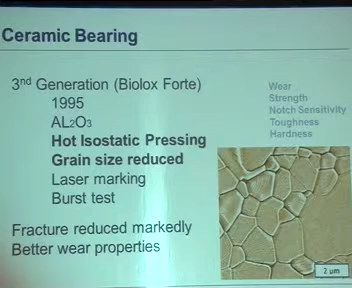 Ceramic Bearing
3nd Generation (Biolox Forte)
1995
AL2O3
Hot Isostatic Pressing
Grain size reduced
Laser marking
Burst test
Fracture reduced markedly
Better wear properties
Wear
Strength
Notch Sensitivity
Toughness
Hardness
2 µm